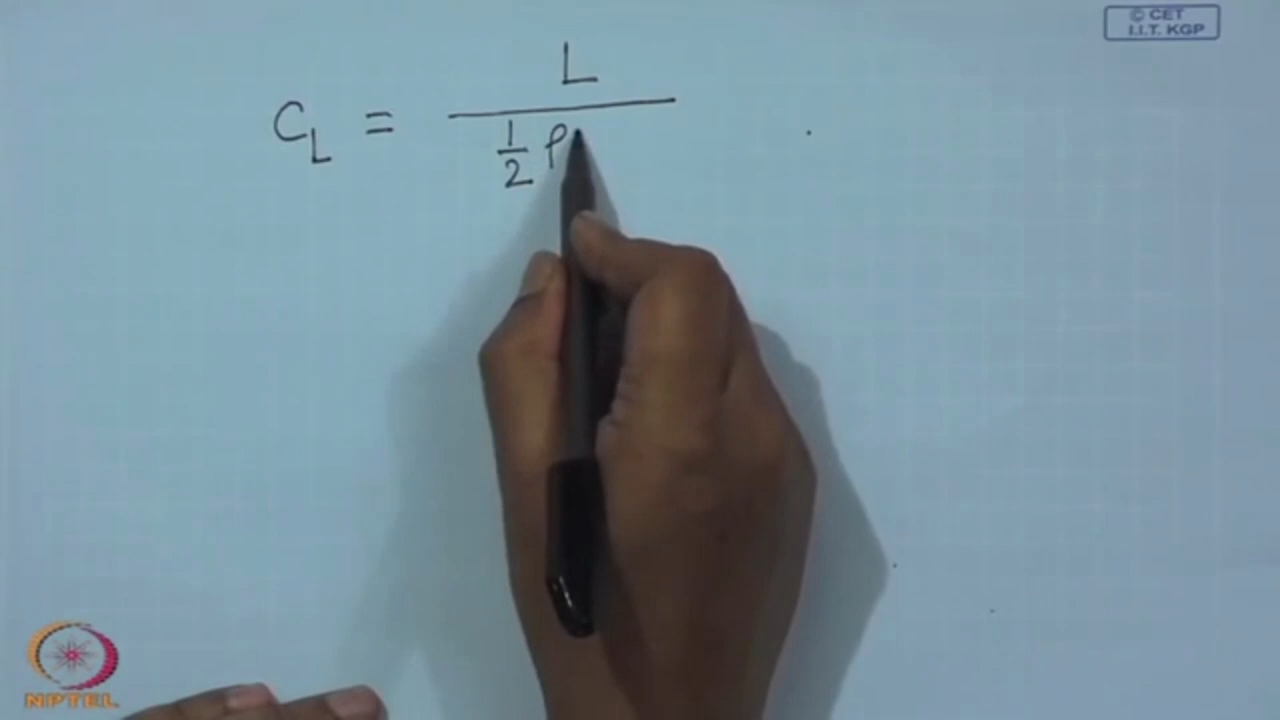 © CET
I.I.T. KGP
C_L = L / (1/2 ρ
NPTEL